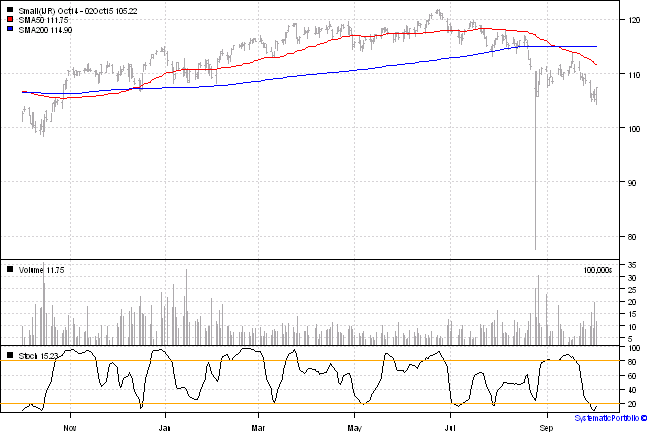 Small(IJR) Oct14 - 02Oct15 105.22
SMA50 111.75
SMA200 114.90
120
110
100
90
80
Volume 11.75
100,000s
35
30
25
20
15
10
5
Stoch 15.23
100
80
60
40
20
Nov Jan Mar May Jul Sep
SystematicPortfolio ©